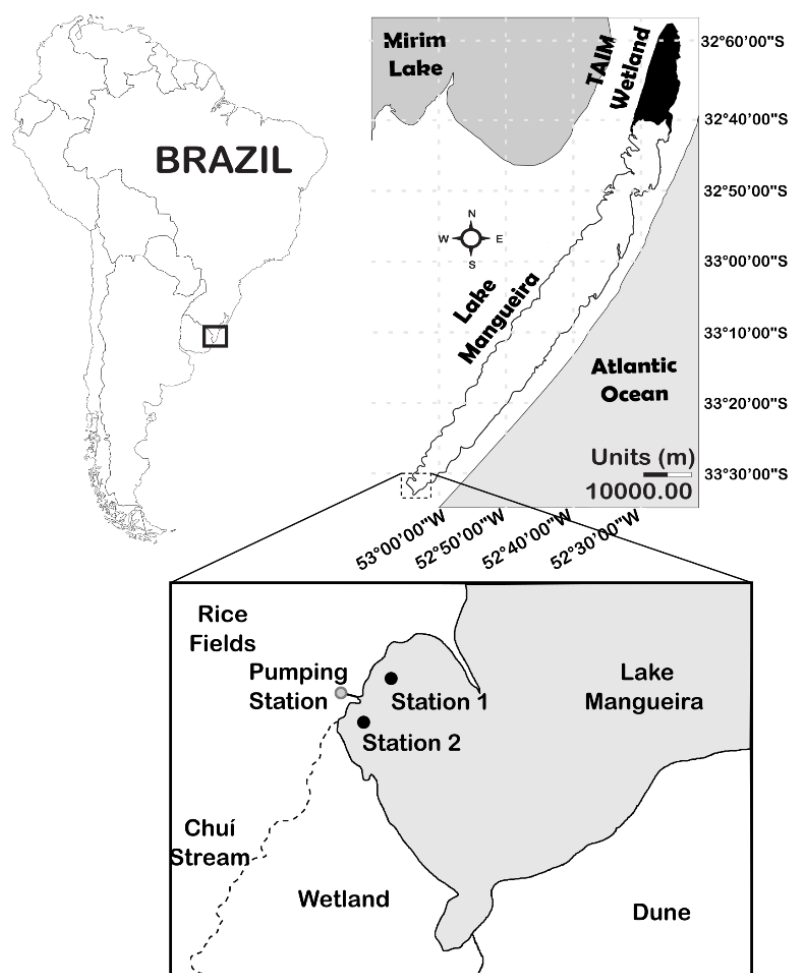 BRAZIL
Mirim
Lake
TAIM
Wetland
32°60'00"S
32°40'00"S
32°50'00"S
33°00'00"S
33°10'00"S
33°20'00"S
33°30'00"S
N
W
E
S
Lake
Mangueira
Atlantic
Ocean
Units (m)
10000.00
53°00'00"W
52°50'00"W
52°40'00"W
52°30'00"W
Rice
Fields
Pumping
Station
Station 1
Station 2
Lake
Mangueira
Chuí
Stream
Wetland
Dune